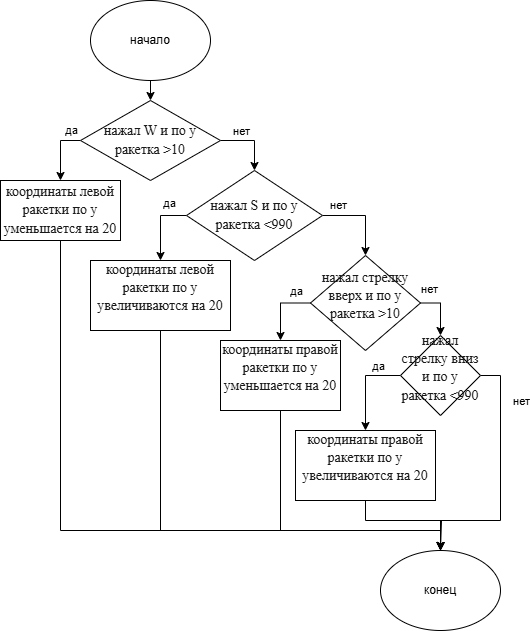 начало
да
нет
нажал W и по у
ракетка >10
координаты левой
ракетки по у
уменьшается на 20
да
нет
нажал S и по у
ракетка <990
координаты левой
ракетки по у
увеличиваются на 20
да
нет
нажал стрелку
вверх и по у
ракетка >10
координаты правой
ракетки по у
уменьшается на 20
да
нет
нажал
стрелку вниз
и по у
ракетка <990
координаты правой
ракетки по у
увеличиваются на 20
конец